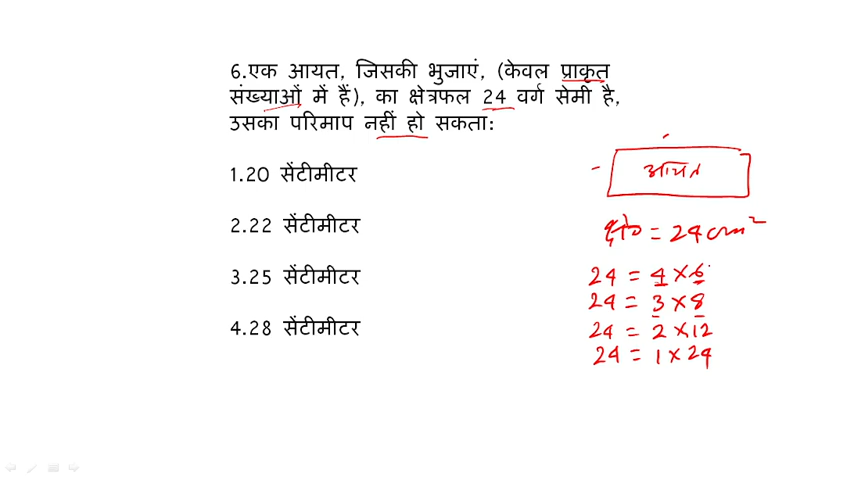 6.एक आयत, जिसकी भुजाएं, (केवल प्राकृत
संख्याओं में हैं), का क्षेत्रफल 24 वर्ग सेमी है,
उसका परिमाप नहीं हो सकता:
1.20 सेंटीमीटर
2.22 सेंटीमीटर
3.25 सेंटीमीटर
4.28 सेंटीमीटर
आयत
क्षे० = 24 cm²
24 = 4 × 6
24 = 3 × 8
24 = 2 × 12
24 = 1 × 24